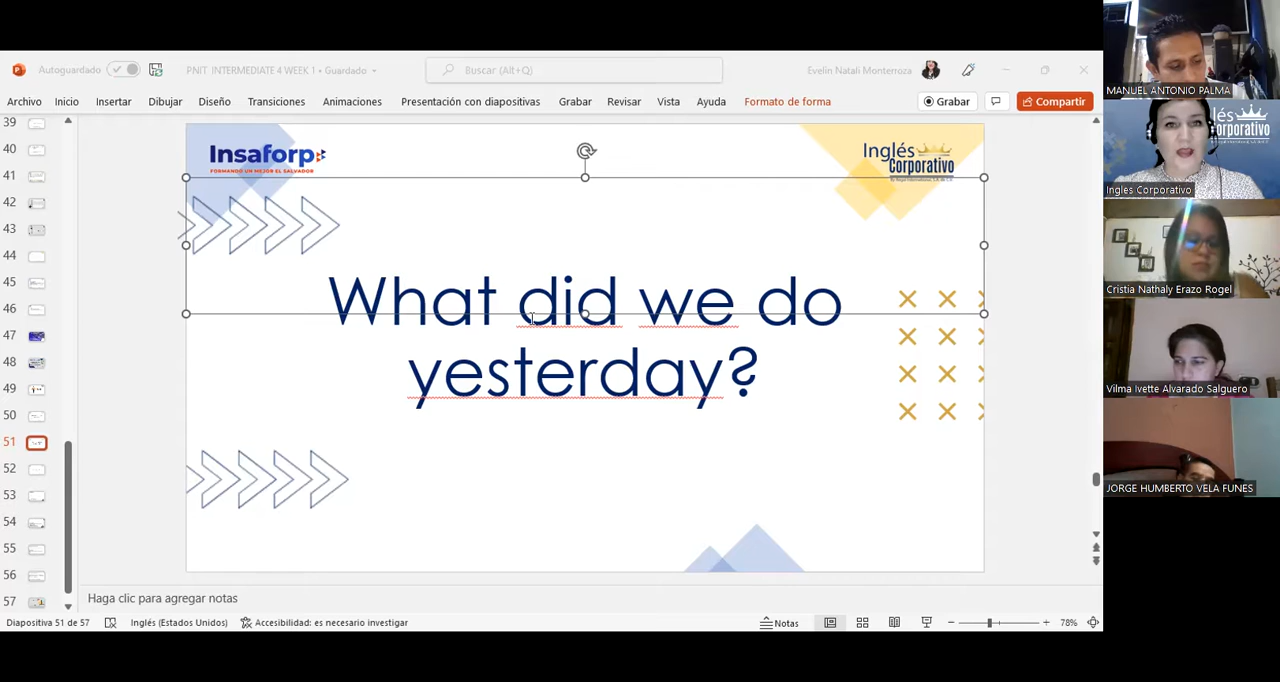 Autoguardado
PNIT INTERMEDIATE 4 WEEK 1 • Guardado
Buscar (Alt+Q)
Evelin Natali Monterroza
Archivo Inicio Insertar Dibujar Diseño Transiciones Animaciones Presentación con diapositivas Grabar Revisar Vista Ayuda Formato de forma Grabar Compartir
39
40
41
42
43
44
45
46
47
48
49
50
51
52
53
54
55
56
57
Insaforp
FORMANDO UN MEJOR EL SALVADOR
Inglés
Corporativo
What did we do
yesterday?
Haga clic para agregar notas
Diapositiva 51 de 57 Inglés (Estados Unidos) Accesibilidad: es necesario investigar Notas 78%
MANUEL ANTONIO PALMA
lés
orporativo
Ingles Corporativo
Cristia Nathaly Erazo Rogel
Vilma Ivette Alvarado Salguero
JORGE HUMBERTO VELA FUNES